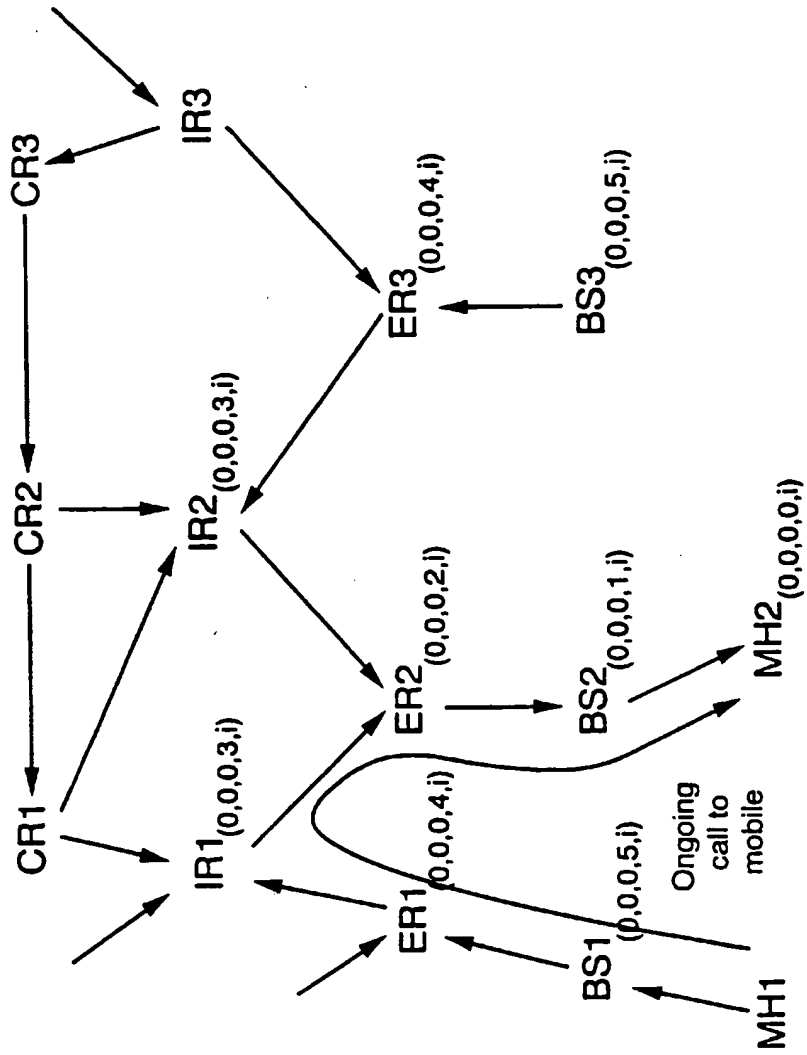 CR1
CR2
CR3
IR1(0,0,0,3,i)
IR2(0,0,0,3,i)
IR3
ER1(0,0,0,4,i)
ER2(0,0,0,2,i)
ER3(0,0,0,4,i)
BS1(0,0,0,5,i)
BS2(0,0,0,1,i)
BS3(0,0,0,5,i)
Ongoing
call to
mobile
MH1
MH2(0,0,0,0,i)